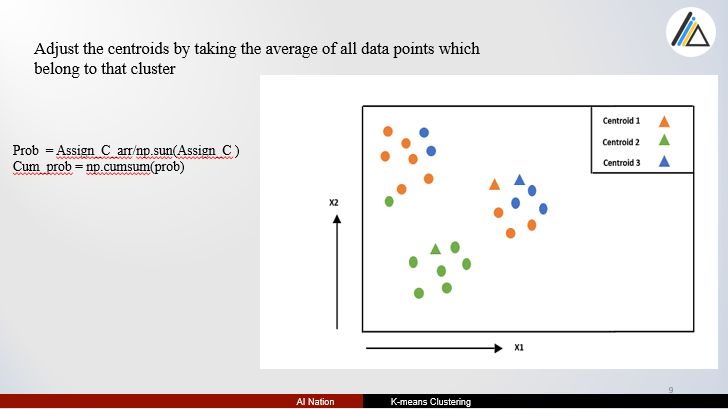 Adjust the centroids by taking the average of all data points which
belong to that cluster
Prob = Assign_C_arr/np.sun(Assign_C )
Cum_prob = np.cumsum(prob)
Centroid 1
Centroid 2
Centroid 3
X2
X1
9
AI Nation
K-means Clustering